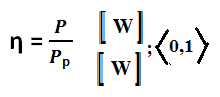 η = P/Pₚ [W]/[W] ; ⟨0,1⟩